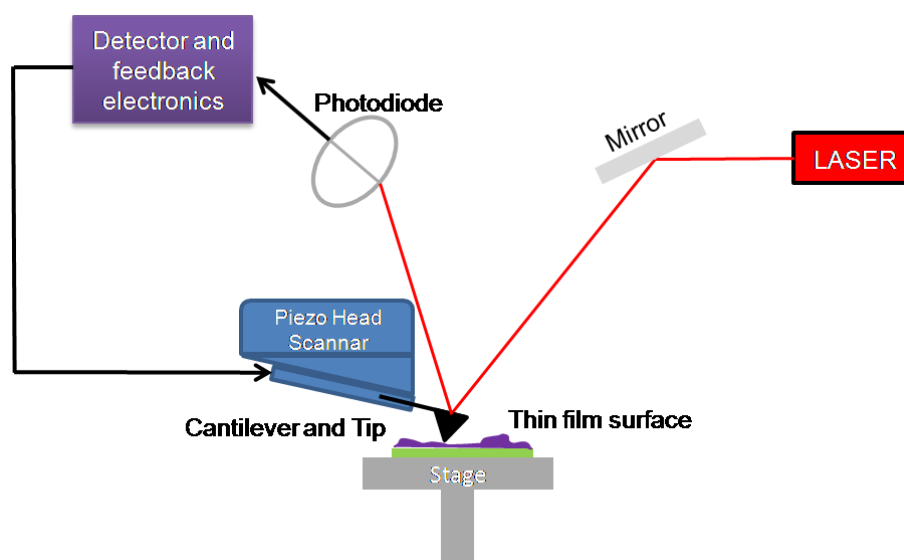 Detector and
feedback
electronics
Photodiode
Mirror
LASER
Piezo Head
Scannar
Cantilever and Tip
Thin film surface
Stage